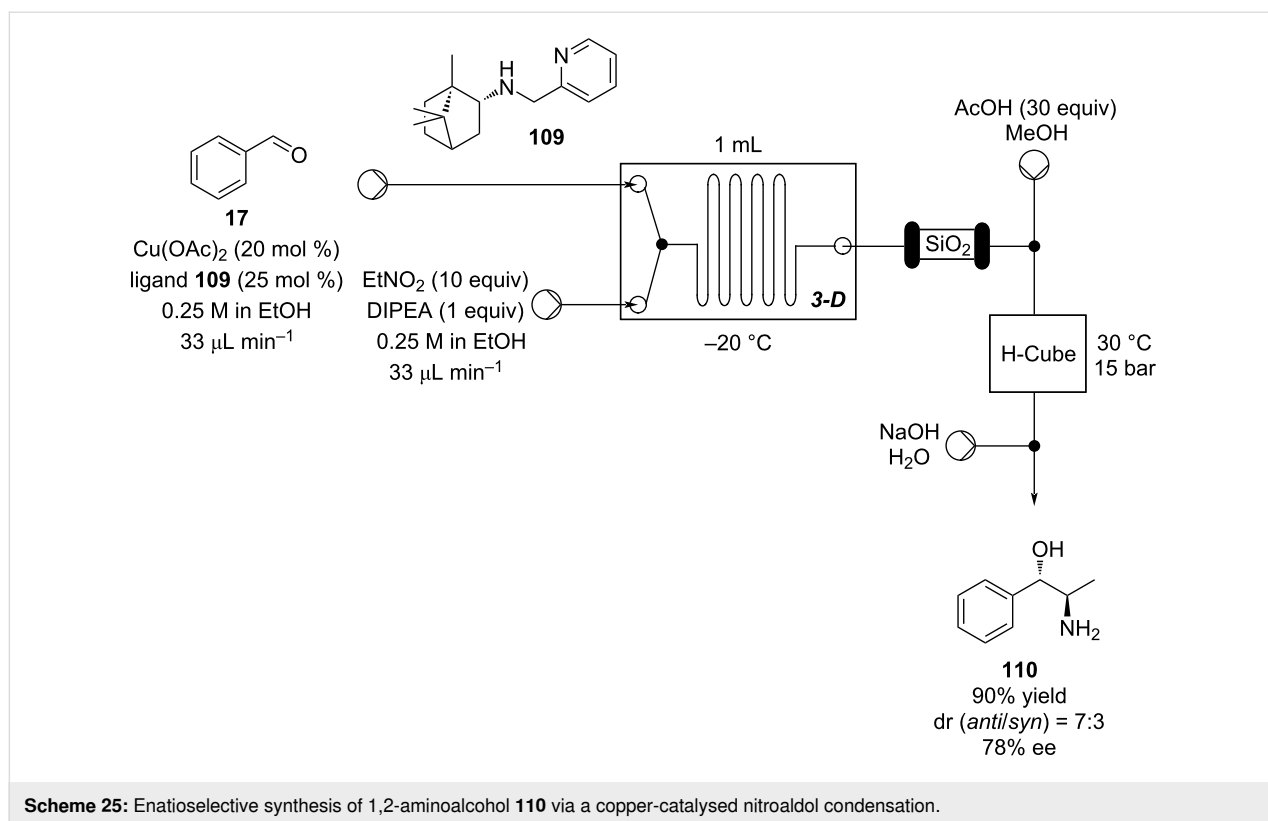 H
N
N
109
O
17
Cu(OAc)₂ (20 mol %)
ligand 109 (25 mol %)
0.25 M in EtOH
33 μL min⁻¹
EtNO₂ (10 equiv)
DIPEA (1 equiv)
0.25 M in EtOH
33 μL min⁻¹
1 mL
3-D
–20 °C
SiO₂
AcOH (30 equiv)
MeOH
H-Cube
30 °C
15 bar
NaOH
H₂O
OH
NH₂
110
90% yield
dr (anti/syn) = 7:3
78% ee
Scheme 25: Enatioselective synthesis of 1,2-aminoalcohol 110 via a copper-catalysed nitroaldol condensation.